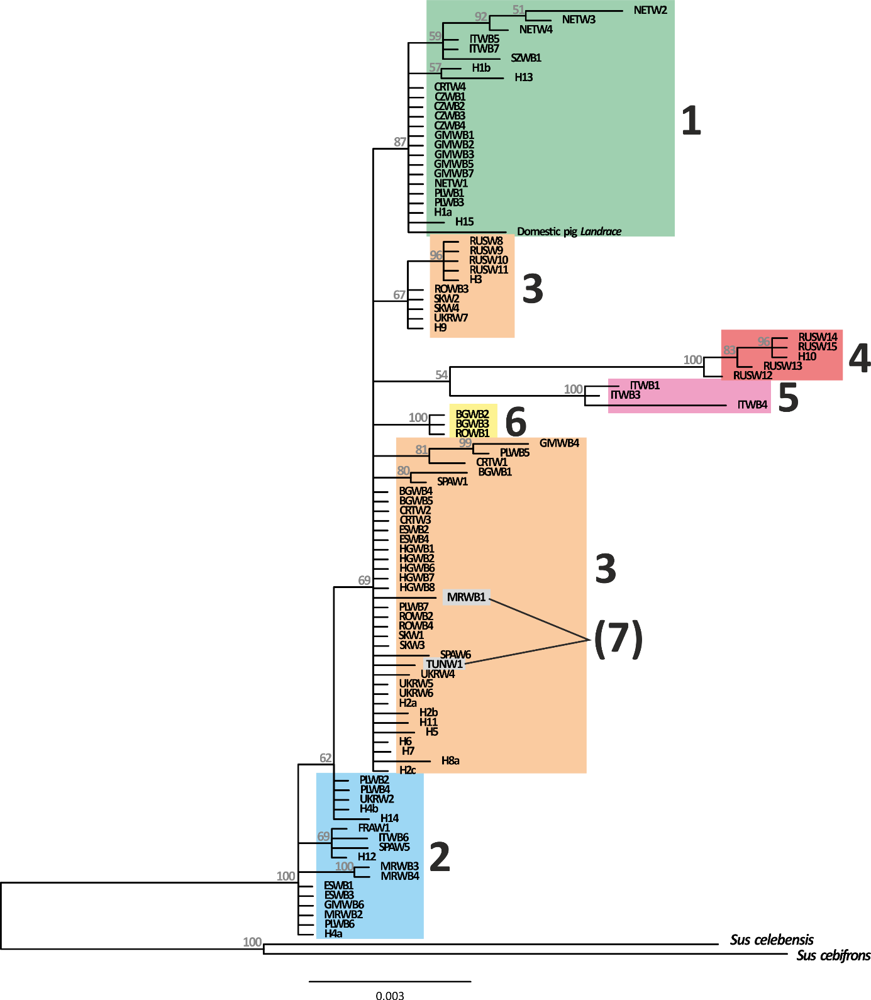 51
NETW2
92
NETW3
NETW4
59
ITWB5
ITWB7
SZWB1
57
H1b
H13
CRTW4
CZWB1
CZWB2
CZWB3
1
CZWB4
GMWB1
87
GMWB2
GMWB3
GMWB5
GMWB7
NETW1
PLWB1
PLWB3
H1a
H15
Domestic pig Landrace
RUSW8
RUSW9
96
RUSW10
RUSW11
H3
3
67
ROWB3
SKW2
SKW4
UKRW7
H9
RUSW14
96
RUSW15
83
H10
4
100
RUSW13
54
RUSW12
100
ITWB1
ITWB3
5
ITWB4
100
BGWB2
BGWB3
6
ROWB1
99
GMWB4
81
PLWB5
CRTW1
80
BGWB1
SPAW1
BGWB4
BGWB5
CRTW2
CRTW3
ESWB2
ESWB4
HGWB1
HGWB2
HGWB6
3
HGWB7
69
HGWB8
MRWB1
PLWB7
ROWB2
ROWB4
SKW1
(7)
SKW3
SPAW6
TUNW1
UKRW4
UKRW5
UKRW6
H2a
H2b
H11
H5
H6
H7
62
H8a
H2c
PLWB2
PLWB4
UKRW2
H4b
H14
FRAW1
69
ITWB6
SPAW5
H12
2
100
MRWB3
MRWB4
100
ESWB1
ESWB3
GMWB6
MRWB2
PLWB6
H4a
100
Sus celebensis
Sus cebifrons
0.003